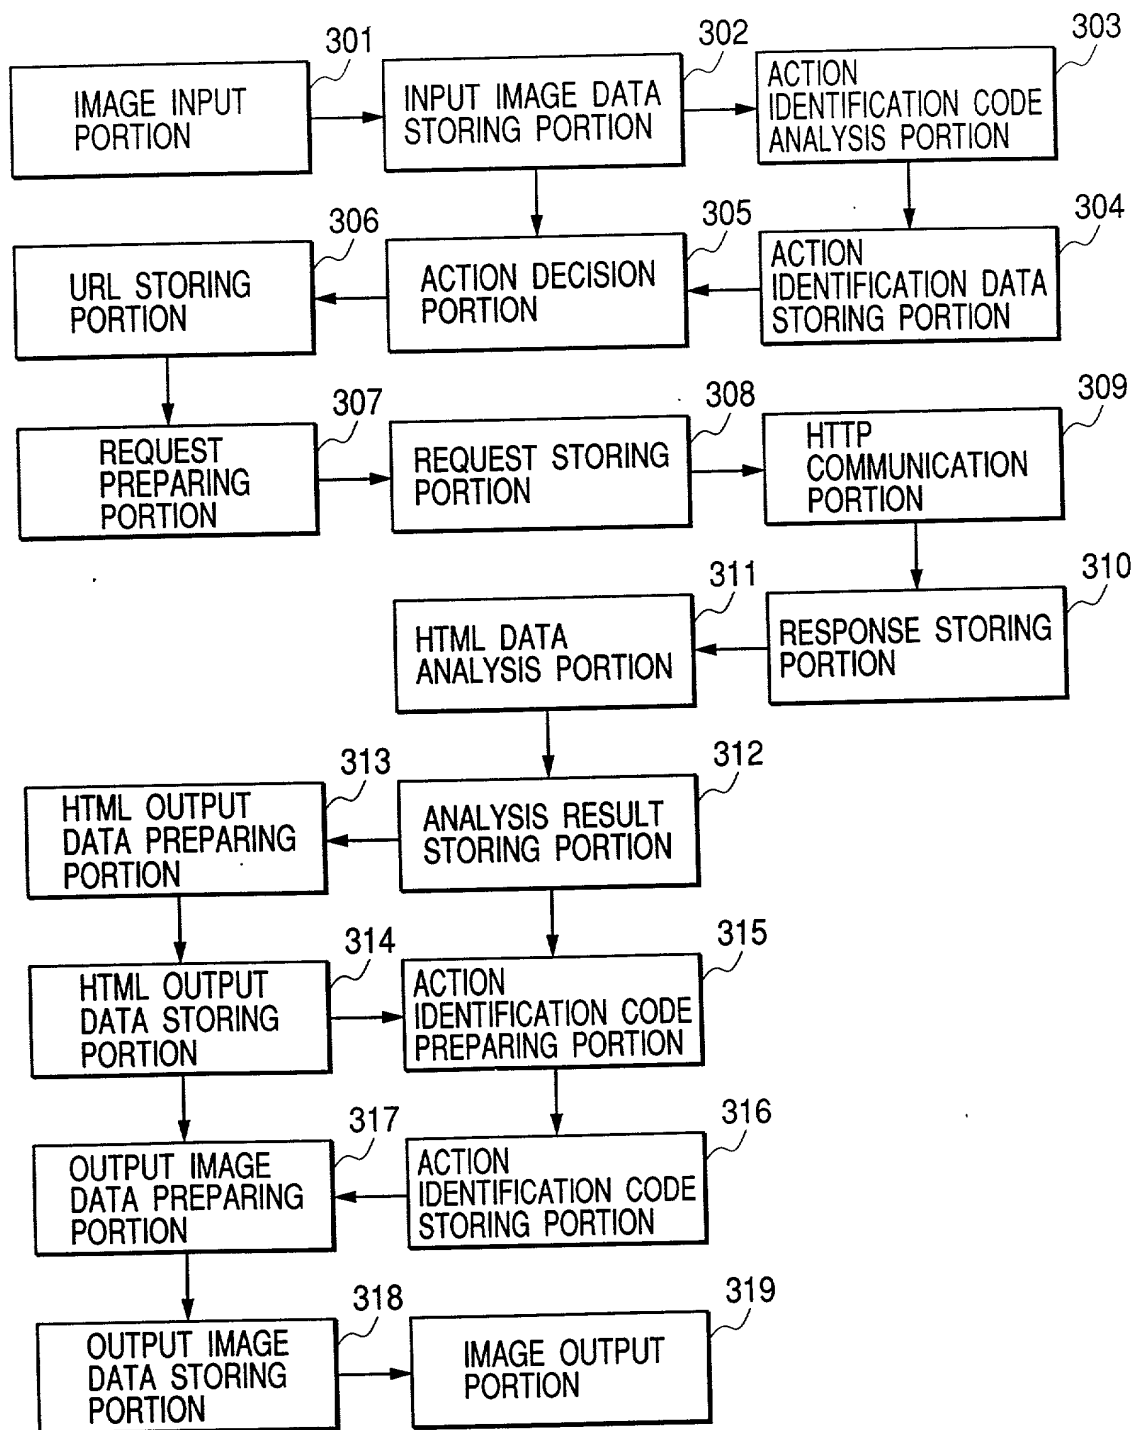 301
IMAGE INPUT
PORTION
302
INPUT IMAGE DATA
STORING PORTION
303
ACTION
IDENTIFICATION CODE
ANALYSIS PORTION
306
URL STORING
PORTION
305
ACTION DECISION
PORTION
304
ACTION
IDENTIFICATION DATA
STORING PORTION
307
REQUEST
PREPARING
PORTION
308
REQUEST STORING
PORTION
309
HTTP
COMMUNICATION
PORTION
311
HTML DATA
ANALYSIS PORTION
310
RESPONSE STORING
PORTION
313
HTML OUTPUT
DATA PREPARING
PORTION
312
ANALYSIS RESULT
STORING PORTION
314
HTML OUTPUT
DATA STORING
PORTION
315
ACTION
IDENTIFICATION CODE
PREPARING PORTION
317
OUTPUT IMAGE
DATA PREPARING
PORTION
316
ACTION
IDENTIFICATION CODE
STORING PORTION
318
OUTPUT IMAGE
DATA STORING
PORTION
319
IMAGE OUTPUT
PORTION